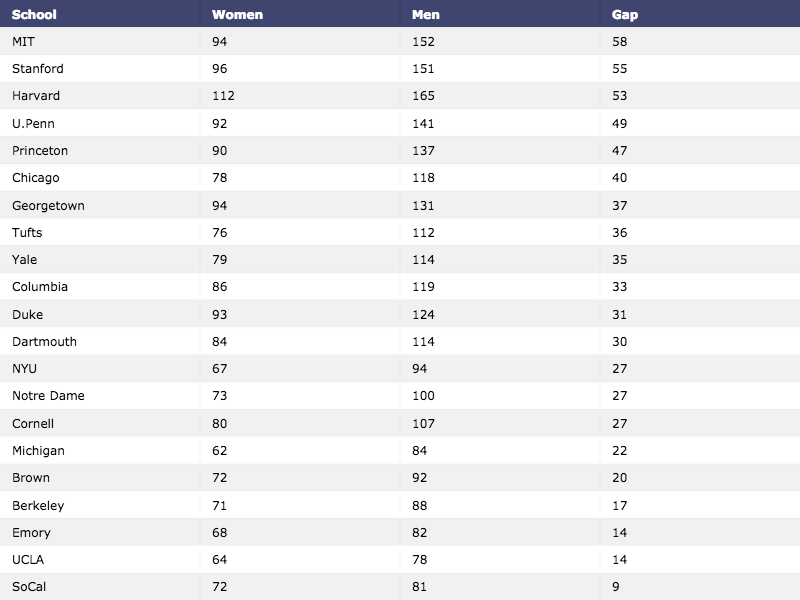 School Women Men Gap
MIT 94 152 58
Stanford 96 151 55
Harvard 112 165 53
U.Penn 92 141 49
Princeton 90 137 47
Chicago 78 118 40
Georgetown 94 131 37
Tufts 76 112 36
Yale 79 114 35
Columbia 86 119 33
Duke 93 124 31
Dartmouth 84 114 30
NYU 67 94 27
Notre Dame 73 100 27
Cornell 80 107 27
Michigan 62 84 22
Brown 72 92 20
Berkeley 71 88 17
Emory 68 82 14
UCLA 64 78 14
SoCal 72 81 9